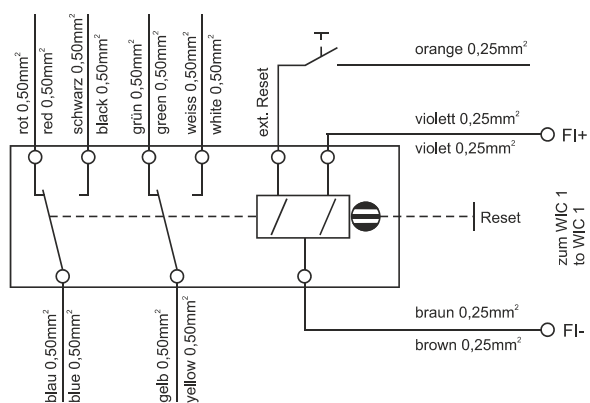 rot 0,50mm²
red 0,50mm²
schwarz 0,50mm²
black 0,50mm²
grün 0,50mm²
green 0,50mm²
weiss 0,50mm²
white 0,50mm²
ext. Reset
orange 0,25mm²
violett 0,25mm²
violet 0,25mm²
FI+
Reset
zum WIC 1
to WIC 1
braun 0,25mm²
brown 0,25mm²
FI-
blau 0,50mm²
blue 0,50mm²
gelb 0,50mm²
yellow 0,50mm²